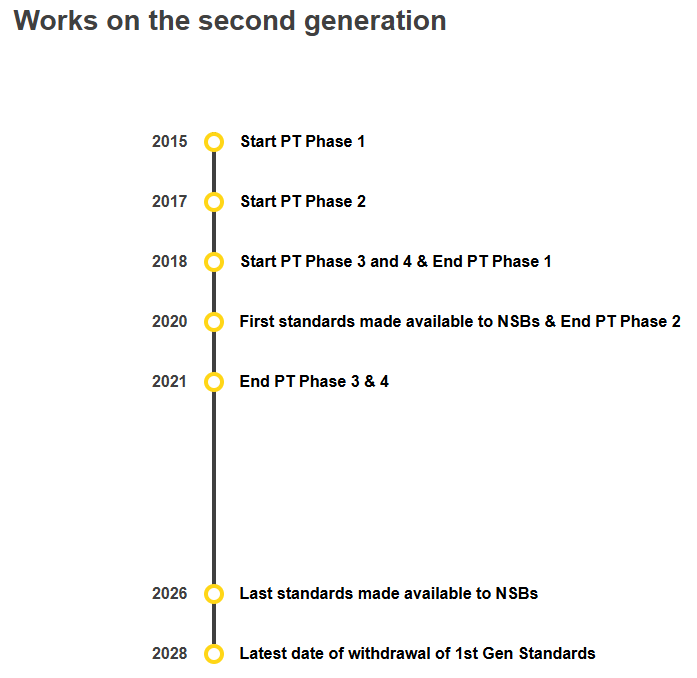 Works on the second generation
2015 Start PT Phase 1
2017 Start PT Phase 2
2018 Start PT Phase 3 and 4 & End PT Phase 1
2020 First standards made available to NSBs & End PT Phase 2
2021 End PT Phase 3 & 4
2026 Last standards made available to NSBs
2028 Latest date of withdrawal of 1st Gen Standards